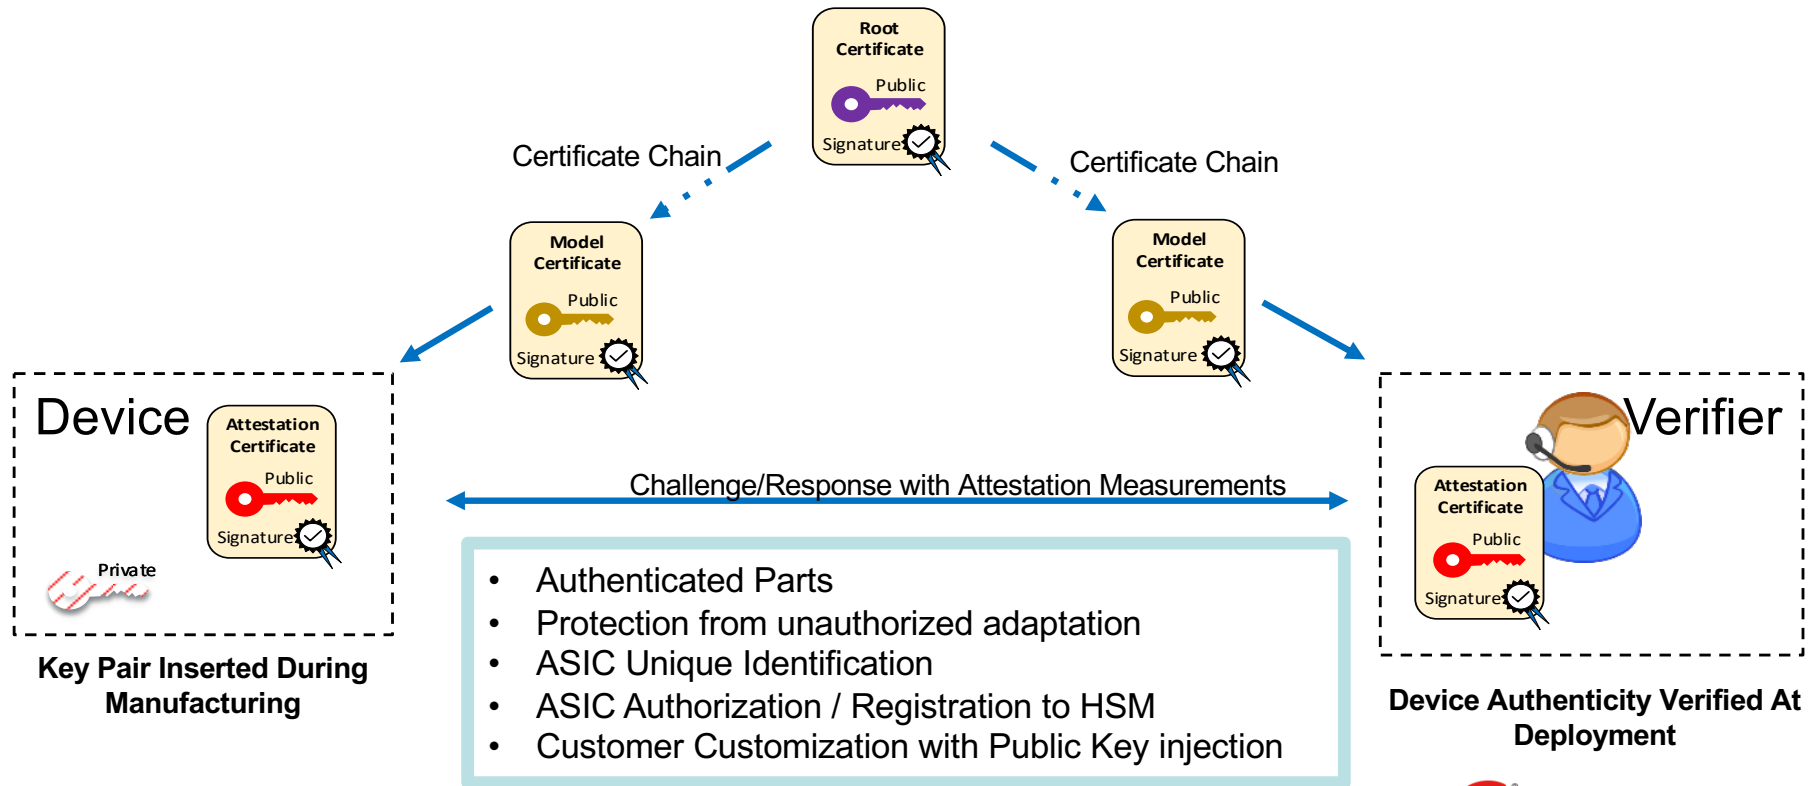 Root
Certificate
Public
Signature
Certificate Chain
Certificate Chain
Model
Certificate
Public
Signature
Model
Certificate
Public
Signature
Device
Attestation
Certificate
Public
Signature
Private
Key Pair Inserted During
Manufacturing
Challenge/Response with Attestation Measurements
• Authenticated Parts
• Protection from unauthorized adaptation
• ASIC Unique Identification
• ASIC Authorization / Registration to HSM
• Customer Customization with Public Key injection
Verifier
Attestation
Certificate
Public
Signature
Device Authenticity Verified At
Deployment
®